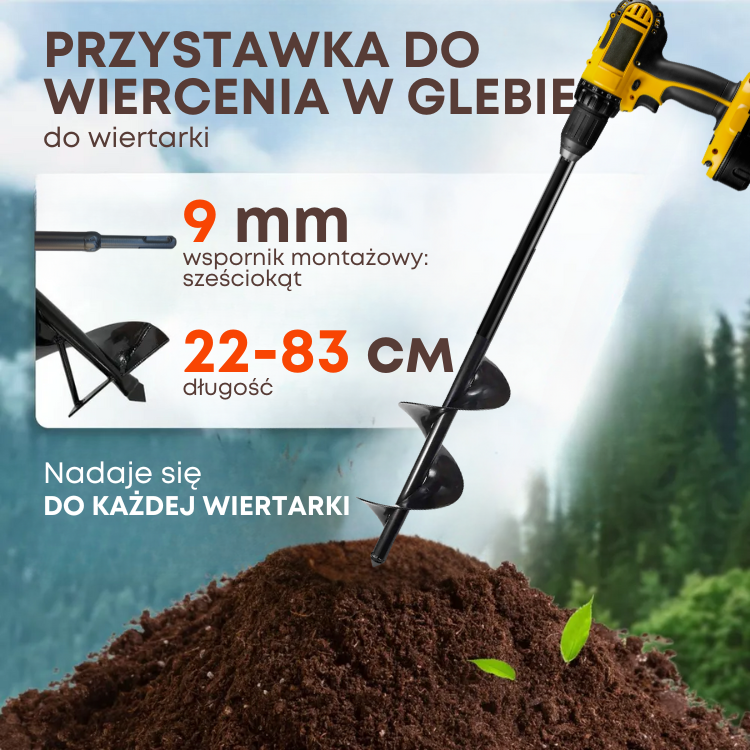 PRZYSTAWKA DO
WIERCENIA W GLEBIE
do wiertarki
9 mm
wspornik montażowy:
sześciokąt
22-83 см
długość
Nadaje się
DO KAŻDEJ WIERTARKI